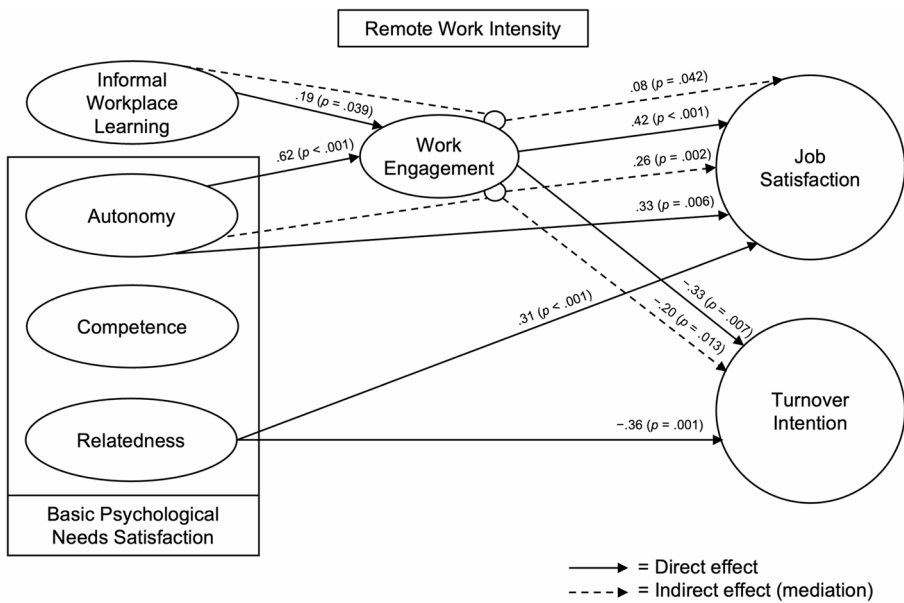 Remote Work Intensity
Informal
Workplace
Learning
.19 (p = .039)
.08 (p = .042)
.42 (p < .001)
Work
Engagement
Job
Satisfaction
.62 (p < .001)
.26 (p = .002)
Autonomy
.33 (p = .006)
Competence
.31 (p < .001)
−.33 (p = .007)
−.20 (p = .013)
Turnover
Intention
Relatedness
−.36 (p = .001)
Basic Psychological
Needs Satisfaction
= Direct effect
= Indirect effect (mediation)